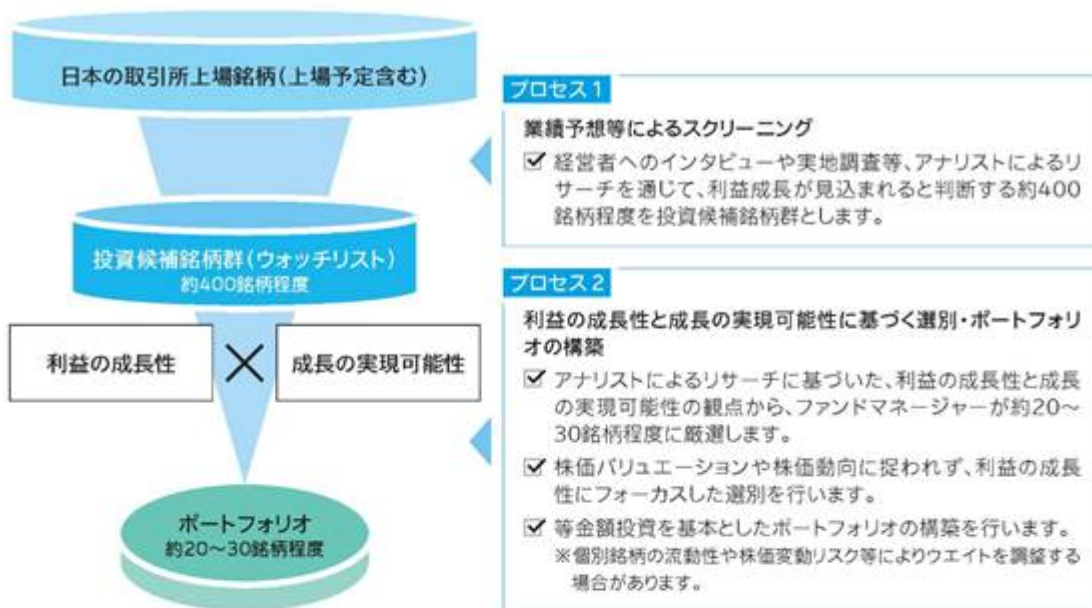 日本の取引所上場銘柄(上場予定含む)
投資候補銘柄群(ウォッチリスト)
約400銘柄程度
利益の成長性
×
成長の実現可能性
ポートフォリオ
約20～30銘柄程度
プロセス1
業績予想等によるスクリーニング
☑ 経営者へのインタビューや実地調査等、アナリストによるリ
サーチを通じて、利益成長が見込まれると判断する約400
銘柄程度を投資候補銘柄群とします。
プロセス2
利益の成長性と成長の実現可能性に基づく選別・ポートフォリ
オの構築
☑ アナリストによるリサーチに基づいた、利益の成長性と成長
の実現可能性の観点から、ファンドマネージャーが約20～
30銘柄程度に厳選します。
☑ 株価バリュエーションや株価動向に捉われず、利益の成長
性にフォーカスした選別を行います。
☑ 等金額投資を基本としたポートフォリオの構築を行います。
※個別銘柄の流動性や株価変動リスク等によりウエイトを調整する
場合があります。